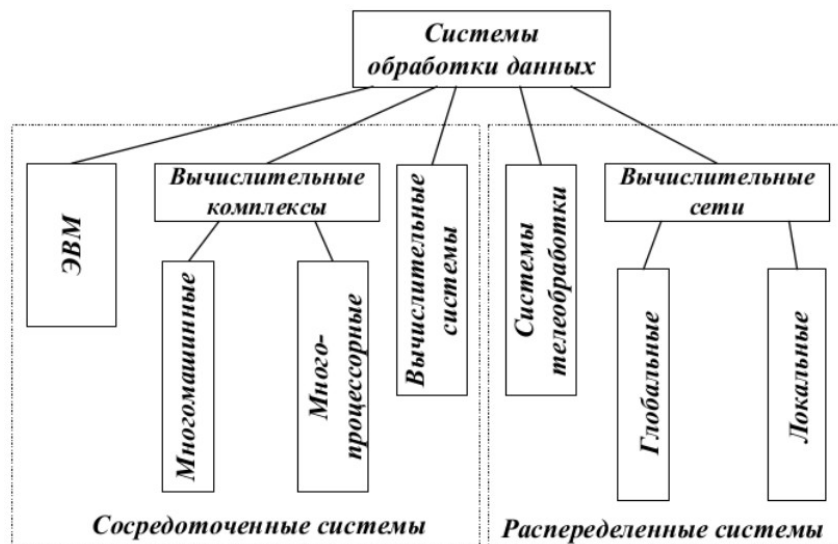 Системы
обработки данных
ЭВМ
Вычислительные
комплексы
Многомашинные
Много-
процессорные
Вычислительные
системы
Системы
телеобработки
Вычислительные
сети
Глобальные
Локальные
Сосредоточенные системы
Распеределенные системы